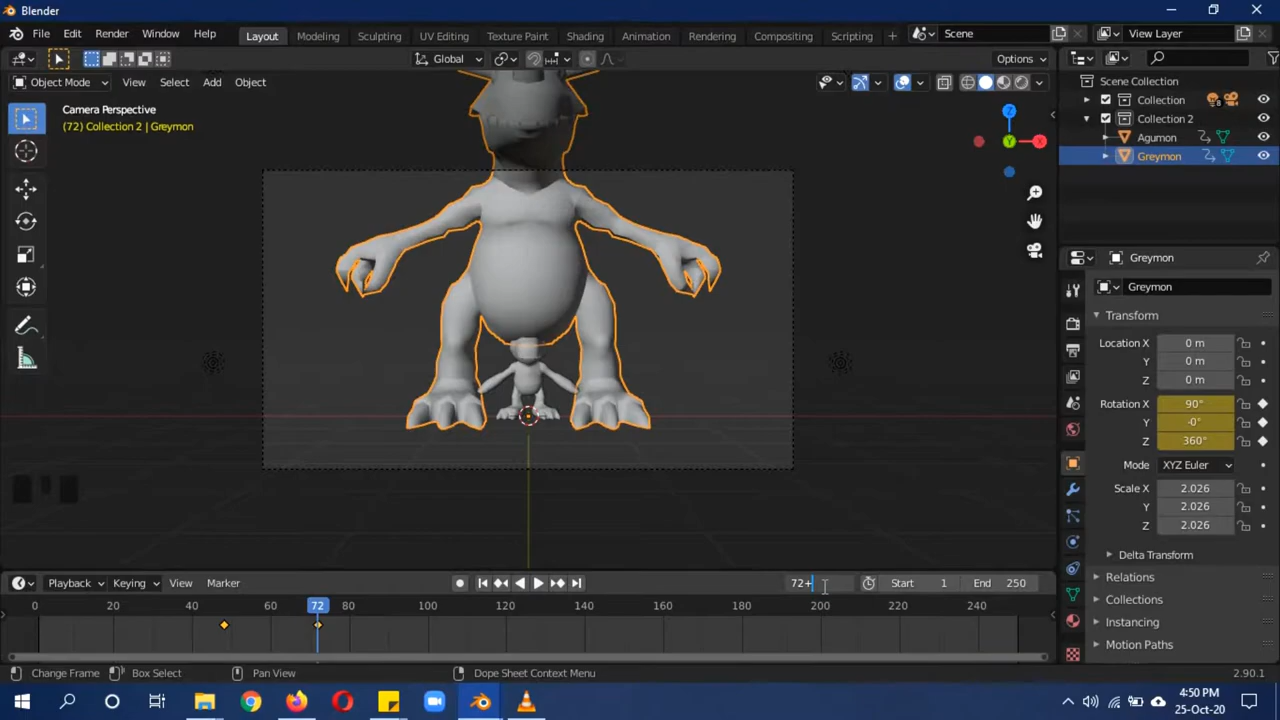 Blender
File Edit Render Window Help Layout Modeling Sculpting UV Editing Texture Paint Shading Animation Rendering Compositing Scripting Scene View Layer
Global Options
Object Mode View Select Add Object
Camera Perspective
(72) Collection 2 | Greymon
Scene Collection
Collection 8
Collection 2
Agumon
Greymon
Z
Y
X
Greymon
Greymon
Transform
Location X 0 m
Y 0 m
Z 0 m
Rotation X 90°
Y -0°
Z 360°
Mode XYZ Euler
Scale X 2.026
Y 2.026
Z 2.026
Delta Transform
Relations
Collections
Instancing
Motion Paths
Playback Keying View Marker 72+ Start 1 End 250
0 20 40 60 72 80 100 120 140 160 180 200 220 240
Change Frame Box Select Pan View Dope Sheet Context Menu 2.90.1
4:50 PM
25-Oct-20